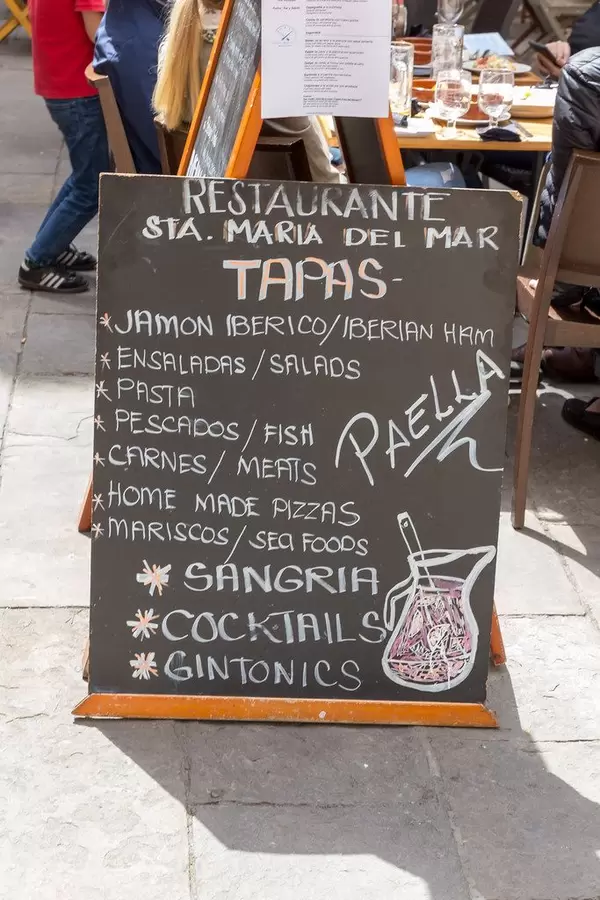 RESTAURANTE
STA. MARIA DEL MAR
TAPAS-
* JAMON IBERICO/IBERIAN HAM
* ENSALADAS/SALADS
* PASTA
* PESCADOS/FISH
* CARNES/MEATS
PAELLA
* HOME MADE PIZZAS
* MARISCOS/SEA FOODS
* SANGRIA
* COCKTAILS
* GINTONICS